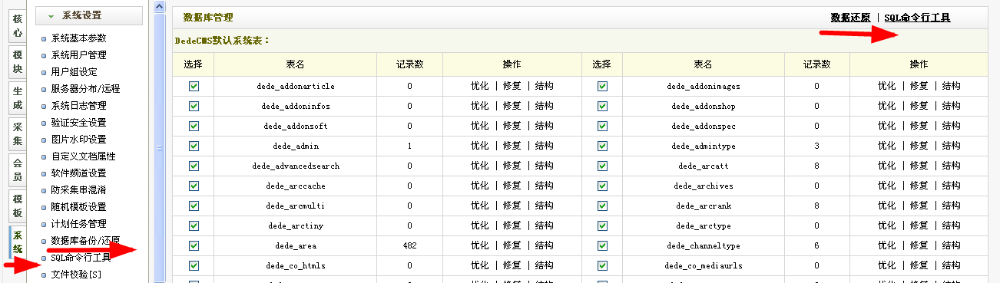 核心
模块
生成
采集
会员
模板
系统
系统设置
系统基本参数
系统用户管理
用户组设定
服务器分布/远程
系统日志管理
验证安全设置
图片水印设置
自定义文档属性
软件频道设置
防采集串混淆
随机模板设置
计划任务管理
数据库备份/还原
SQL命令行工具
文件校验[S]
数据库管理 数据还原 | SQL命令行工具
DedeCMS默认系统表：
选择 表名 记录数 操作 选择 表名 记录数 操作
dede_addonarticle 0 优化 | 修复 | 结构 dede_addonimages 0 优化 | 修复 | 结构
dede_addoninfos 0 优化 | 修复 | 结构 dede_addonshop 0 优化 | 修复 | 结构
dede_addonsoft 0 优化 | 修复 | 结构 dede_addonspec 0 优化 | 修复 | 结构
dede_admin 1 优化 | 修复 | 结构 dede_admintype 3 优化 | 修复 | 结构
dede_advancedsearch 0 优化 | 修复 | 结构 dede_arcatt 8 优化 | 修复 | 结构
dede_arccache 0 优化 | 修复 | 结构 dede_archives 0 优化 | 修复 | 结构
dede_arcmulti 0 优化 | 修复 | 结构 dede_arcrank 8 优化 | 修复 | 结构
dede_arctiny 0 优化 | 修复 | 结构 dede_arctype 0 优化 | 修复 | 结构
dede_area 482 优化 | 修复 | 结构 dede_channeltype 6 优化 | 修复 | 结构
dede_co_htmls 0 优化 | 修复 | 结构 dede_co_mediaurls 0 优化 | 修复 | 结构